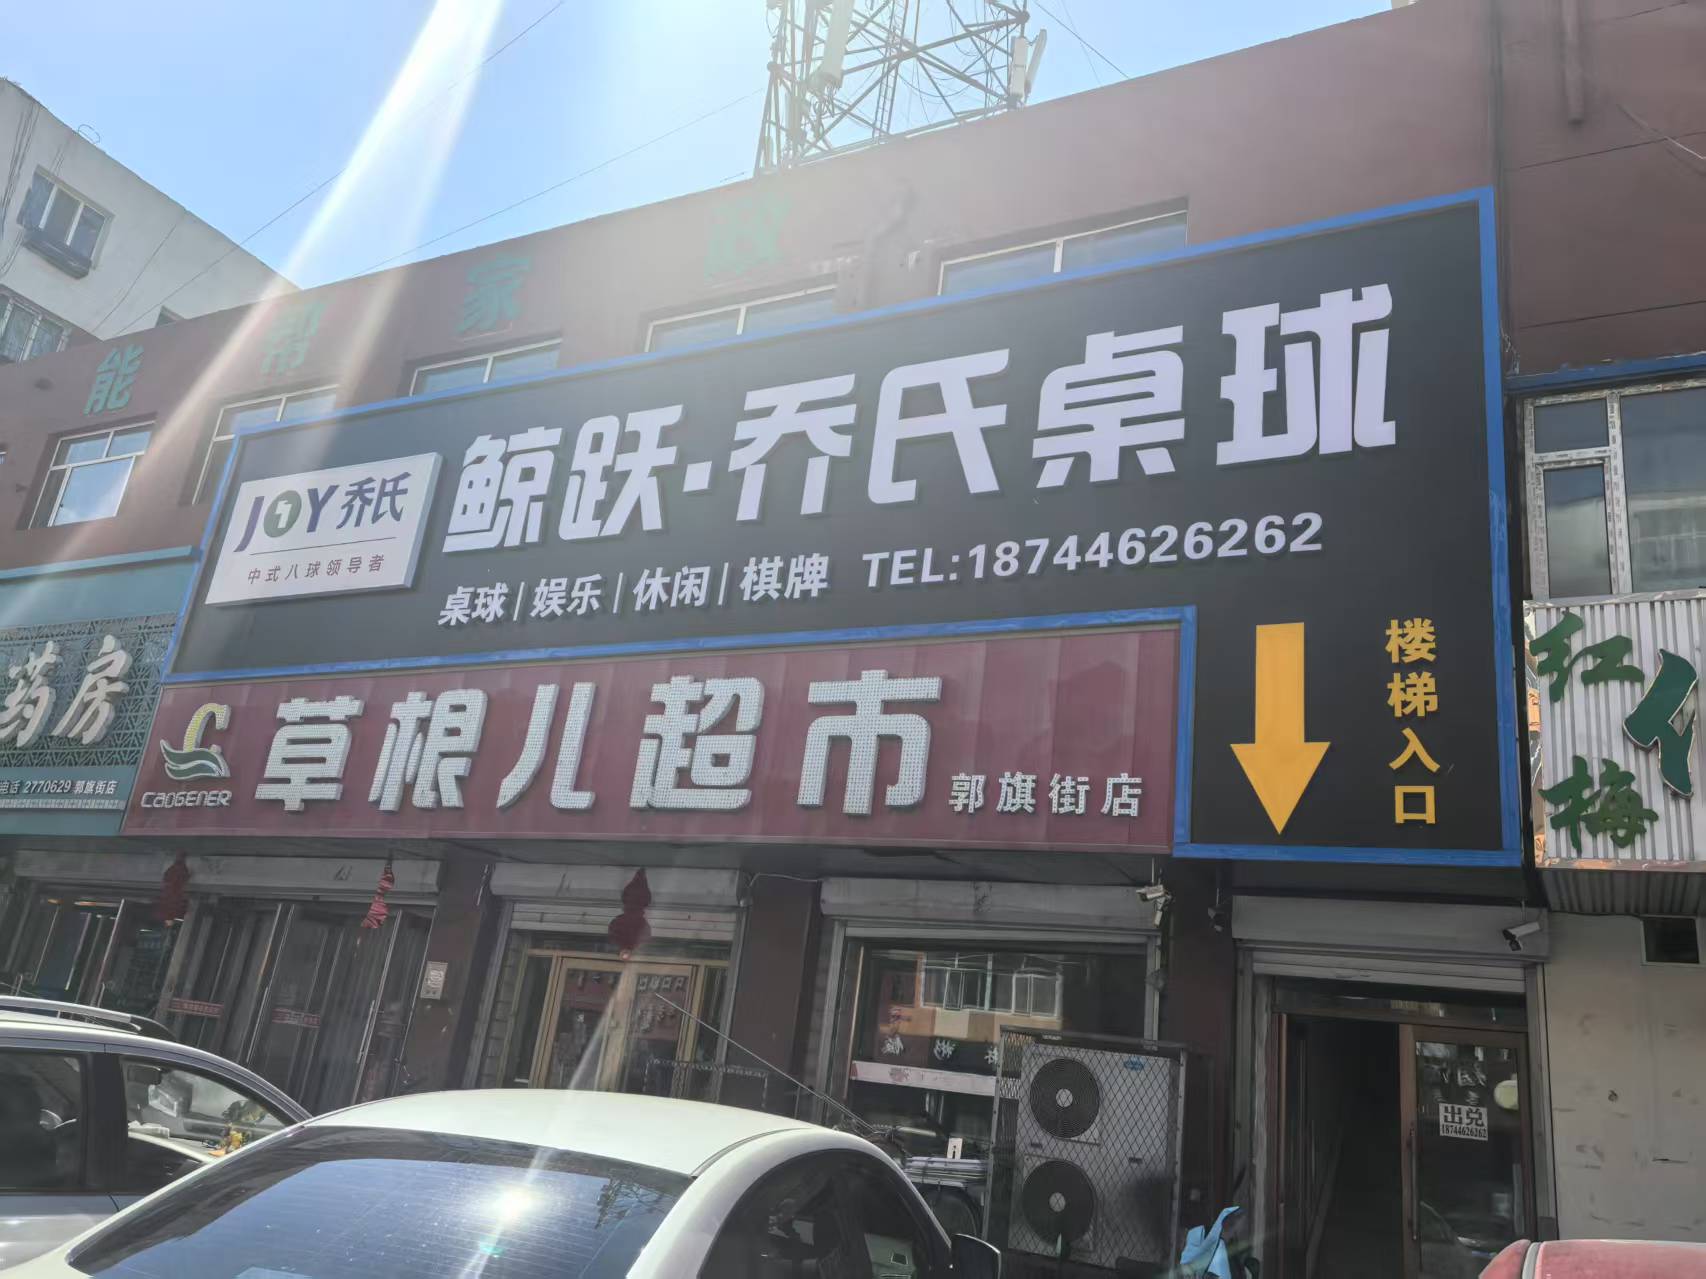 能帮家政
JOY乔氏
中式八球领导者
鲸跃·乔氏桌球
桌球|娱乐|休闲|棋牌 TEL:18744626262
楼梯入口
药房
电话 2770629 郭旗街店
CAOGENER
草根儿超市
郭旗街店
红梅
出兑
18744626262